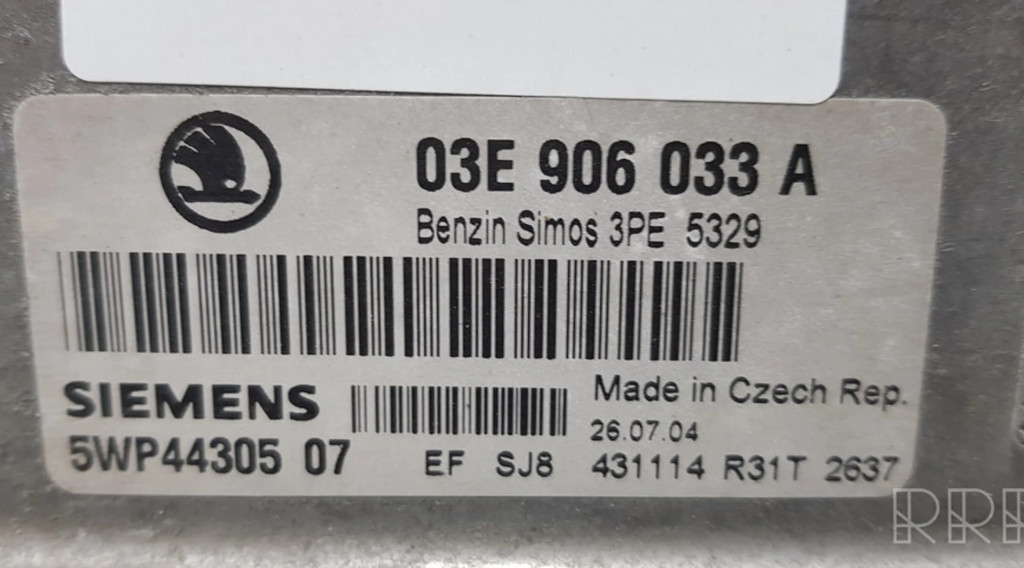 03E 906 033 A
Benzin Simos 3PE 5329
SIEMENS
Made in Czech Rep.
26.07.04
5WP44305 07
EF SJ8 431114 R31T 2637